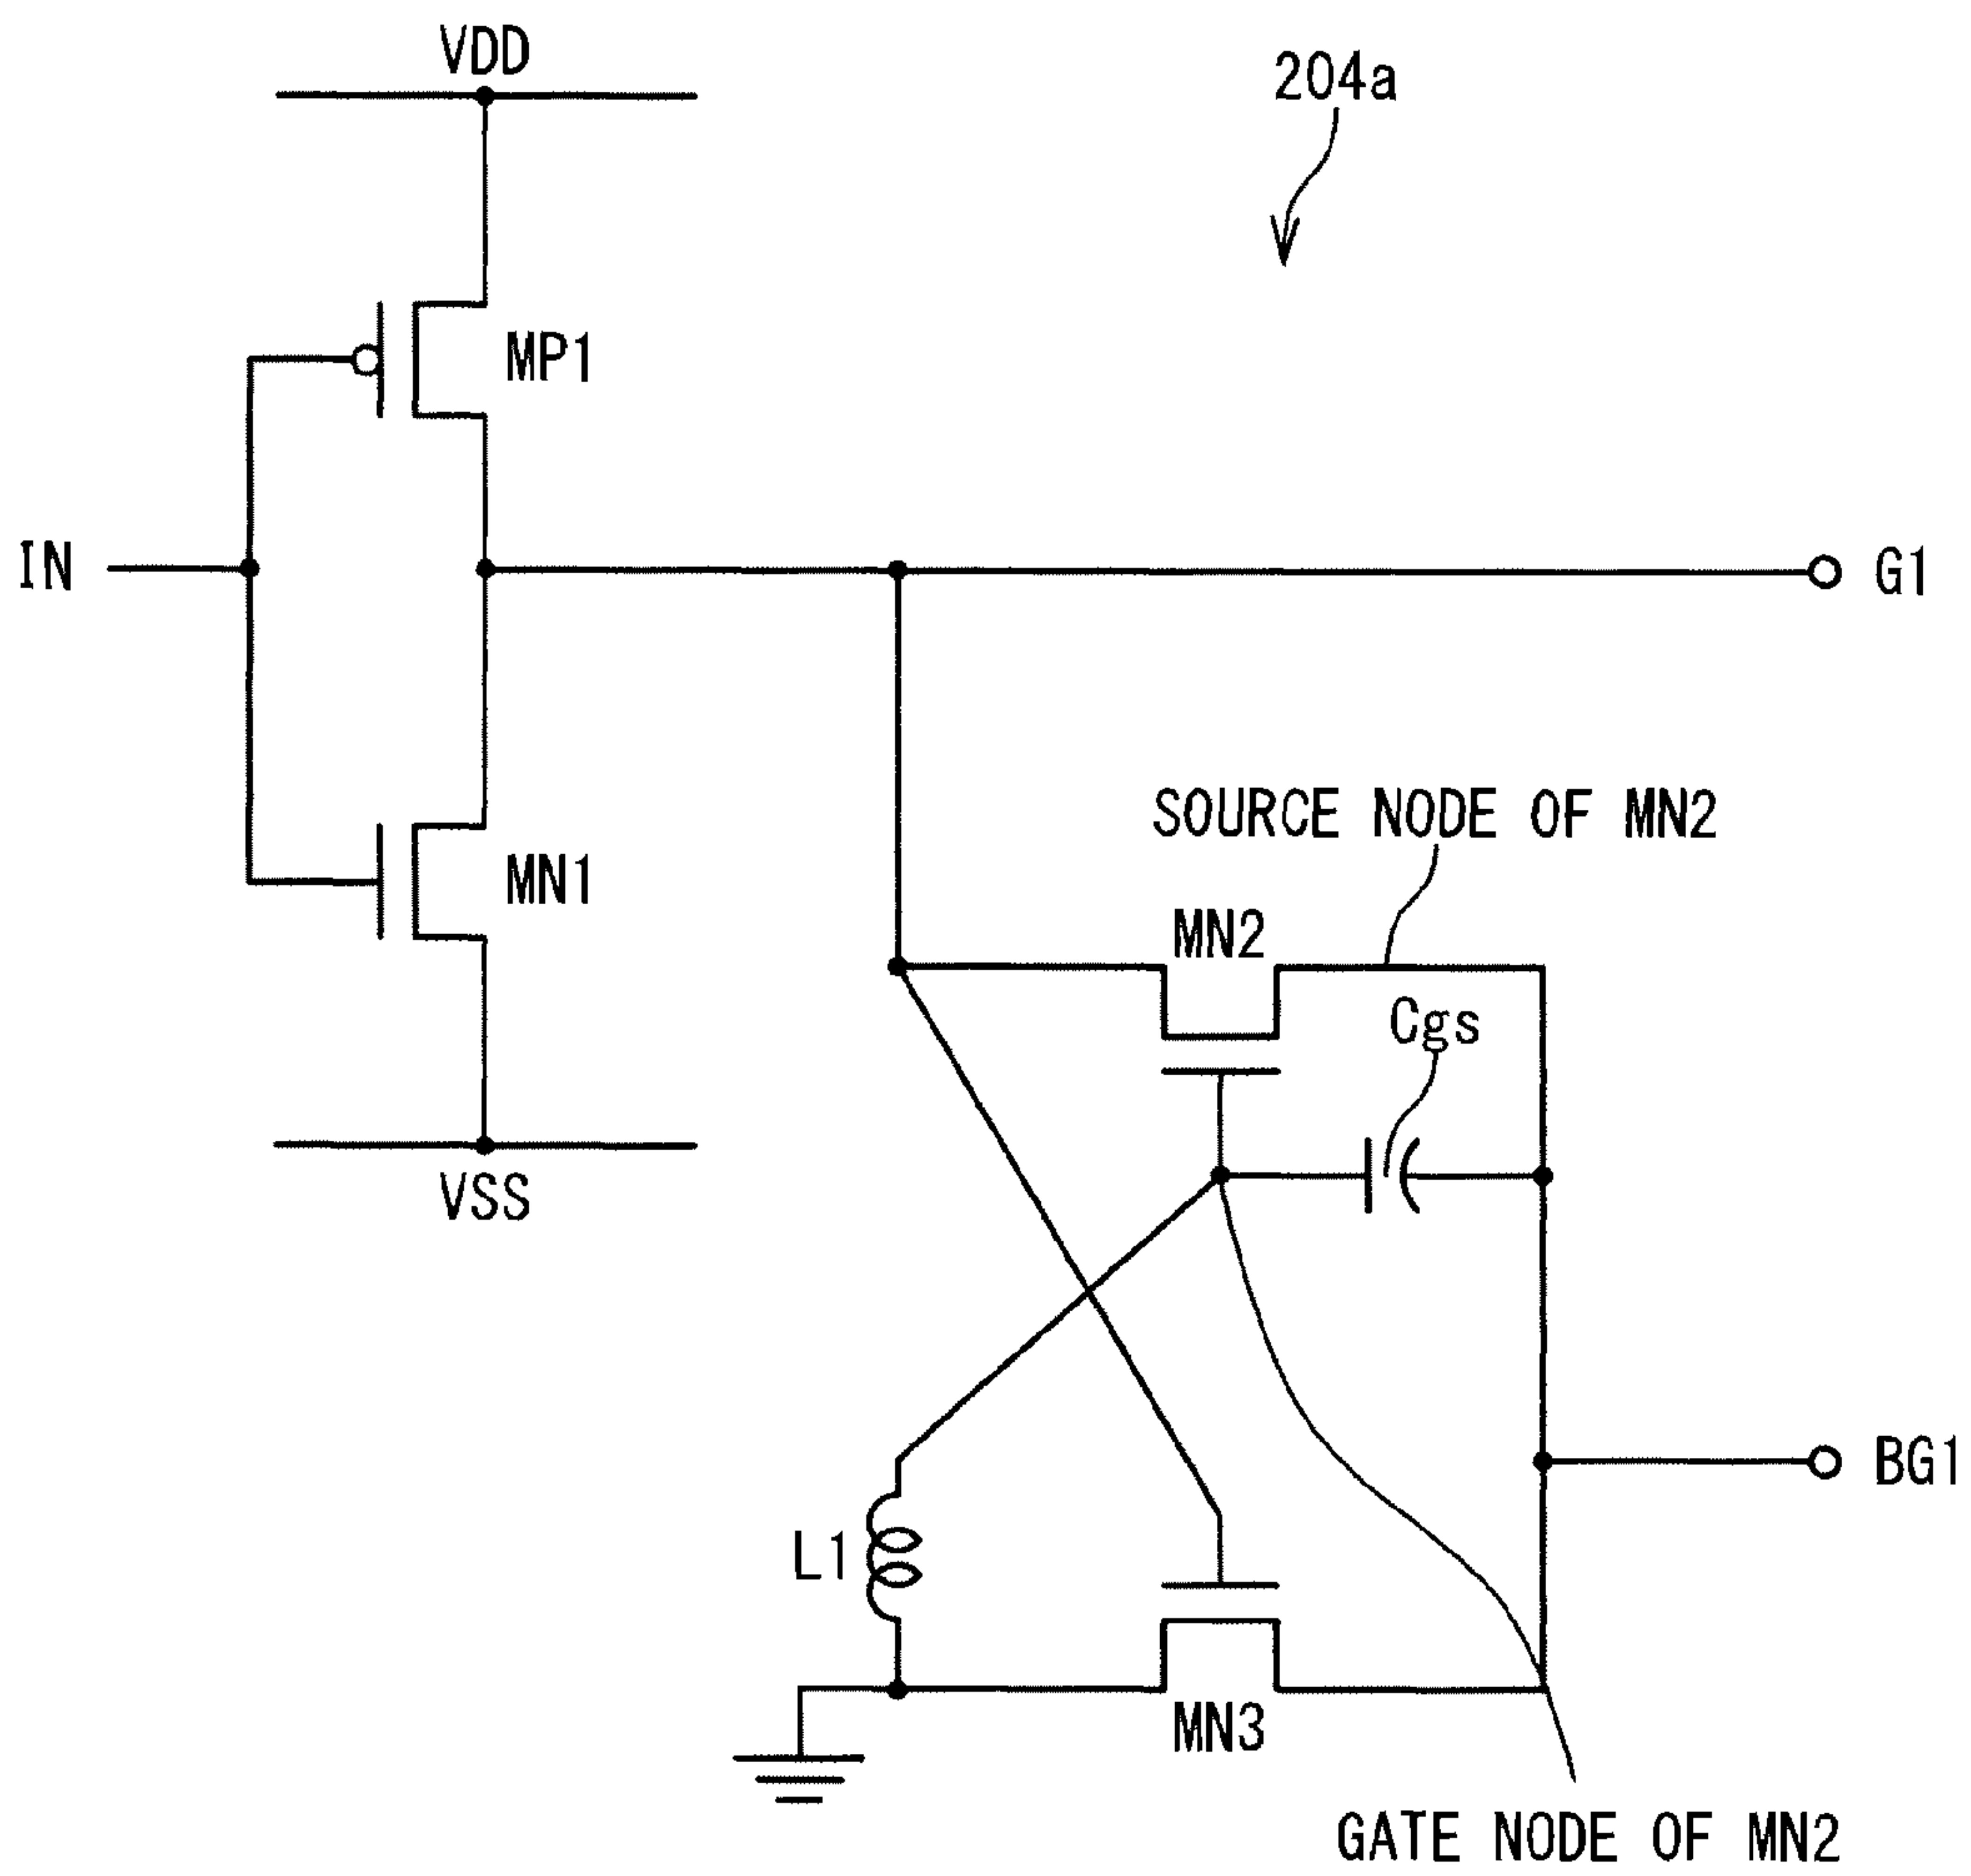 VDD
204a
MP1
IN
G1
SOURCE NODE OF MN2
MN1
MN2
Cgs
VSS
BG1
L1
MN3
GATE NODE OF MN2